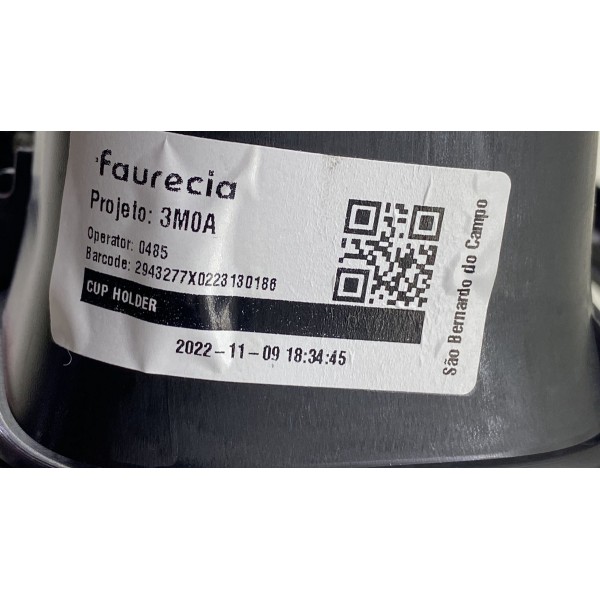 faurecia
Projeto: 3M0A
Operator: 0485
Barcode: 2943277X0223130186
CUP HOLDER
2022-11-09 18:34:45
São Bernardo do Campo